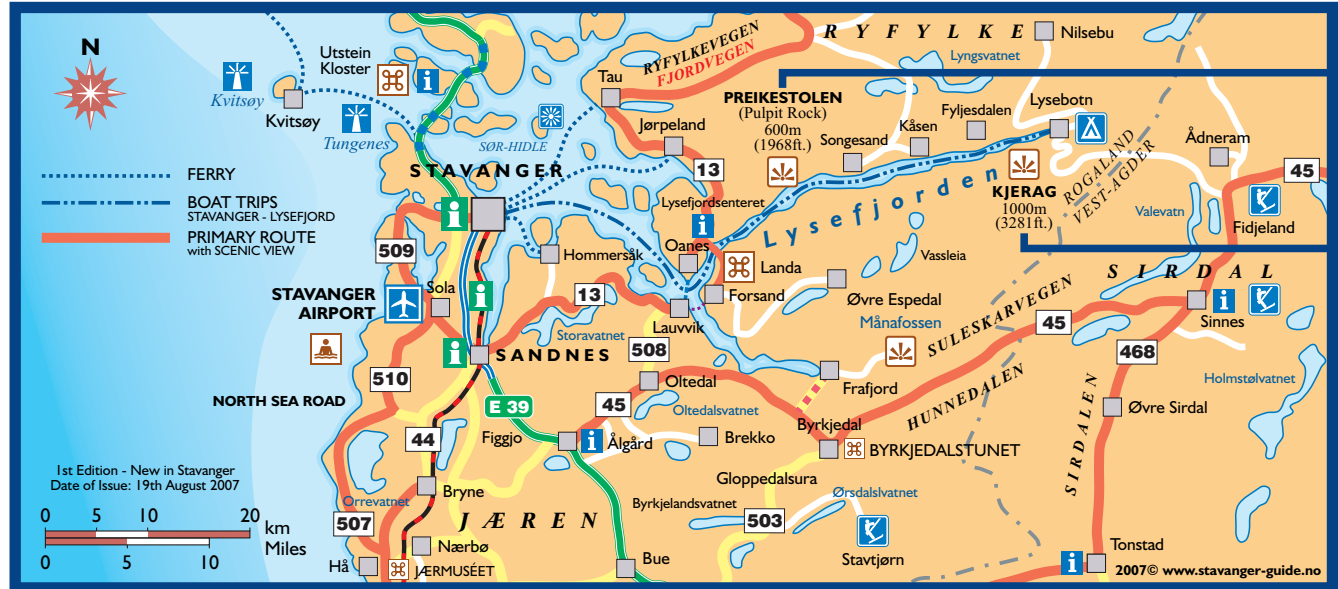 N
Utstein
Kloster
Kvitsøy
Kvitsøy
Tungenes
SØR-HIDLE
STAVANGER
Tau
RYFYLKEVEGEN
FJORDVEGEN
RYFYLKE
Nilsebu
Lyngsvatnet
PREIKESTOLEN
(Pulpit Rock)
600m
(1968ft.)
Jørpeland
13
Songesand
Kåsen
Fyljesdalen
Lysebotn
Ådneram
45
FERRY
BOAT TRIPS
STAVANGER - LYSEFJORD
PRIMARY ROUTE
with SCENIC VIEW
Lysefjordsenteret
Lysefjorden
KJERAG
1000m
(3281ft.)
ROGALAND
VEST-AGDER
Valevatn
Fidjeland
509
Hommersåk
Oanes
Landa
Vassleia
SIRDAL
Sola
STAVANGER
AIRPORT
13
Forsand
Øvre Espedal
Lauvvik
Storavatnet
Månafossen
SULESKARVEGEN
45
Sinnes
SANDNES
508
468
510
Oltedal
Frafjord
HUNNEDALEN
Holmstølvatnet
NORTH SEA ROAD
E 39
45
Oltedalsvatnet
Byrkjedal
Øvre Sirdal
44
Figgjo
Ålgård
Brekko
BYRKJEDALSTUNET
SIRDALEN
1st Edition - New in Stavanger
Date of Issue: 19th August 2007
0 5 10 20
km
Miles
0 5 10
Orrevatnet
Bryne
Gloppedalsura
Byrkjelandsvatnet
Ørsdalslvatnet
507
JÆREN
503
Stavtjørn
Nærbø
Hå
JÆRMUSÉET
Bue
Tonstad
2007© www.stavanger-guide.no